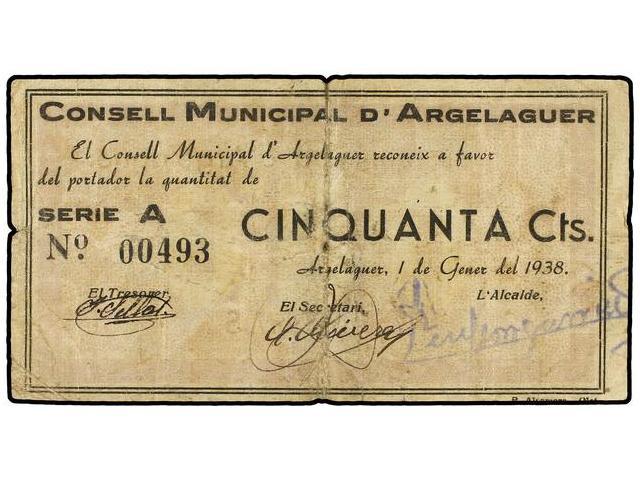 CONSELL MUNICIPAL D'ARGELAGUER
El Consell Municipal d'Argelaguer reconeix a favor
del portador la quantitat de
SERIE A
CINQUANTA Cts.
Nº 00493
Argelaguer, 1 de Gener del 1938.
El Tresorer,
El Secretari,
L'Alcalde,